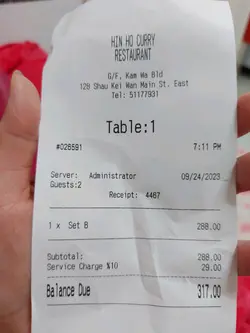 HIN HO CURRY
RESTAURANT
G/F, Kam Wa Bld
128 Shau Kei Wan Main St. East
Tel: 51177931
Table:1
#026591 7:11 PM
Server: Administrator 09/24/2023
Guests:2
Receipt: 4467
1 x Set B 288.00
Subtotal: 288.00
Service Charge %10 29.00
Balance Due 317.00